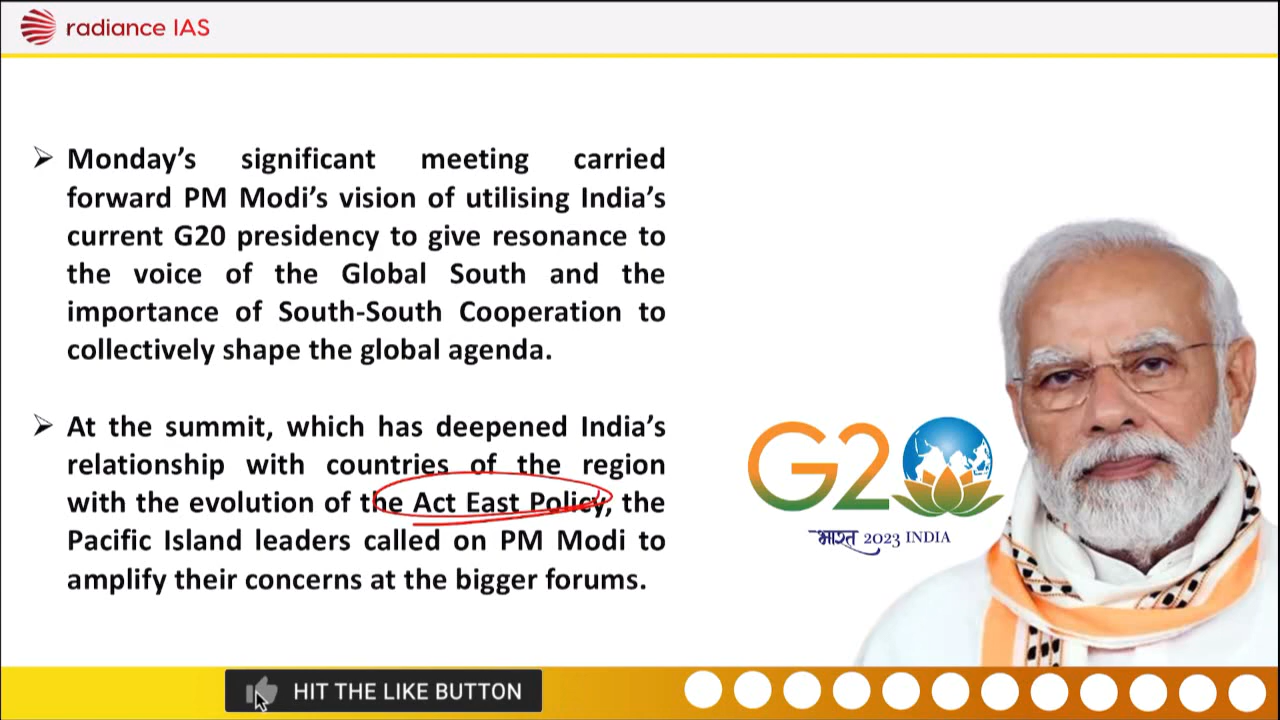 radiance IAS
Monday’s significant meeting carried
forward PM Modi’s vision of utilising India’s
current G20 presidency to give resonance to
the voice of the Global South and the
importance of South-South Cooperation to
collectively shape the global agenda.
At the summit, which has deepened India’s
relationship with countries of the region
with the evolution of the Act East Policy, the
Pacific Island leaders called on PM Modi to
amplify their concerns at the bigger forums.
G20
भारत 2023 INDIA
HIT THE LIKE BUTTON